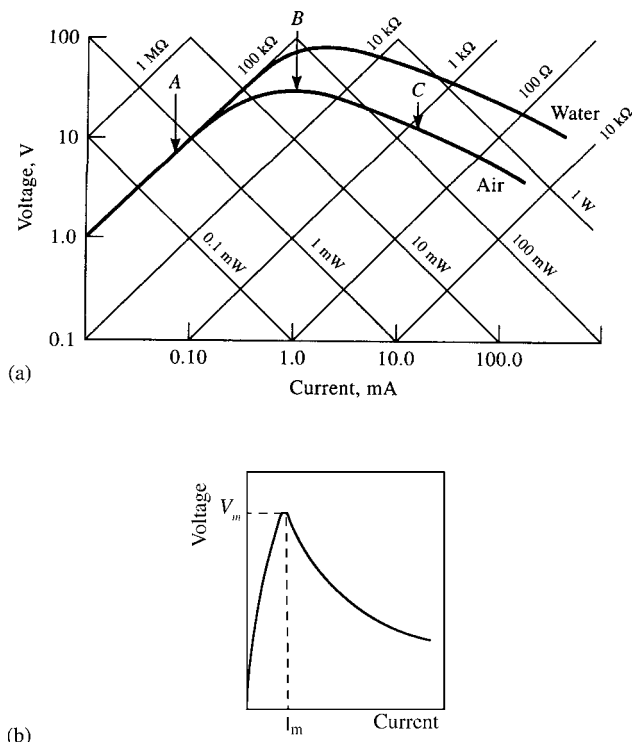 100
10
1.0
0.1
Voltage, V
A
B
C
1 MΩ
100 kΩ
10 kΩ
1 kΩ
100 Ω
10 kΩ
Water
Air
0.1 mW
1 mW
10 mW
100 mW
1 W
0.10
1.0
10.0
100.0
Current, mA
(a)
Voltage
Vm
Im
Current
(b)